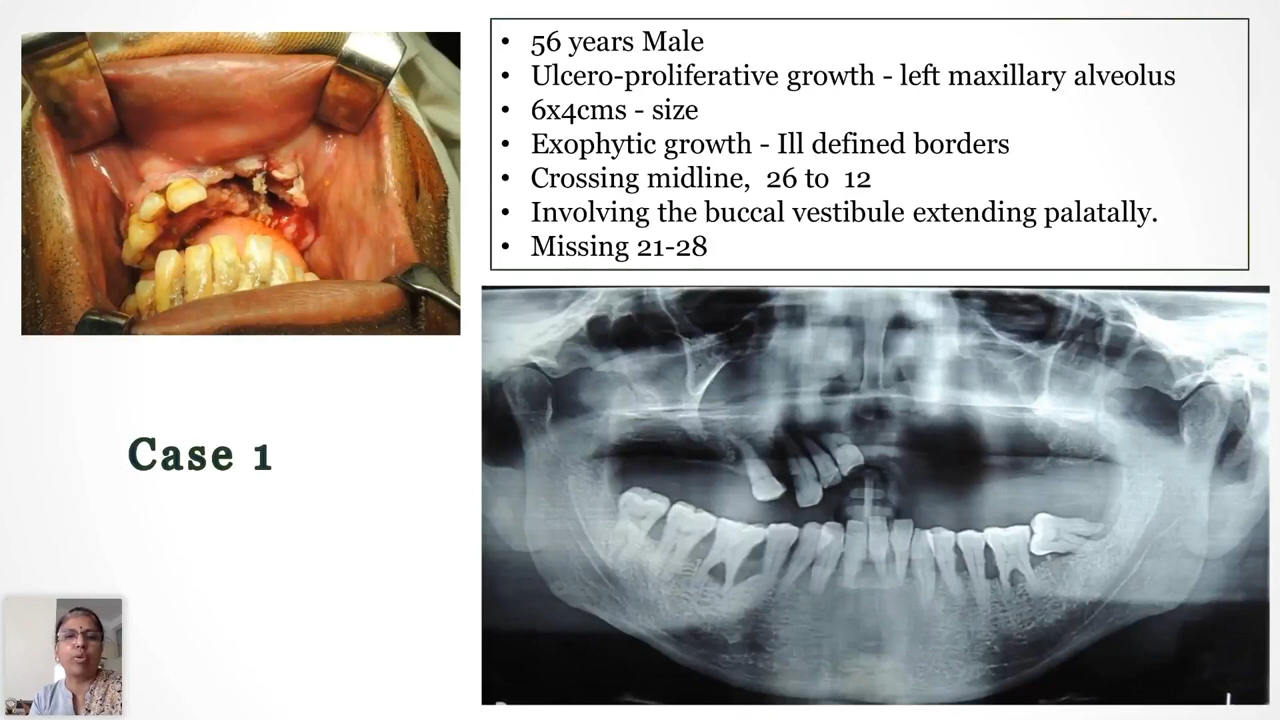 • 56 years Male
• Ulcero-proliferative growth - left maxillary alveolus
• 6x4cms - size
• Exophytic growth - Ill defined borders
• Crossing midline, 26 to 12
• Involving the buccal vestibule extending palatally.
• Missing 21-28
Case 1